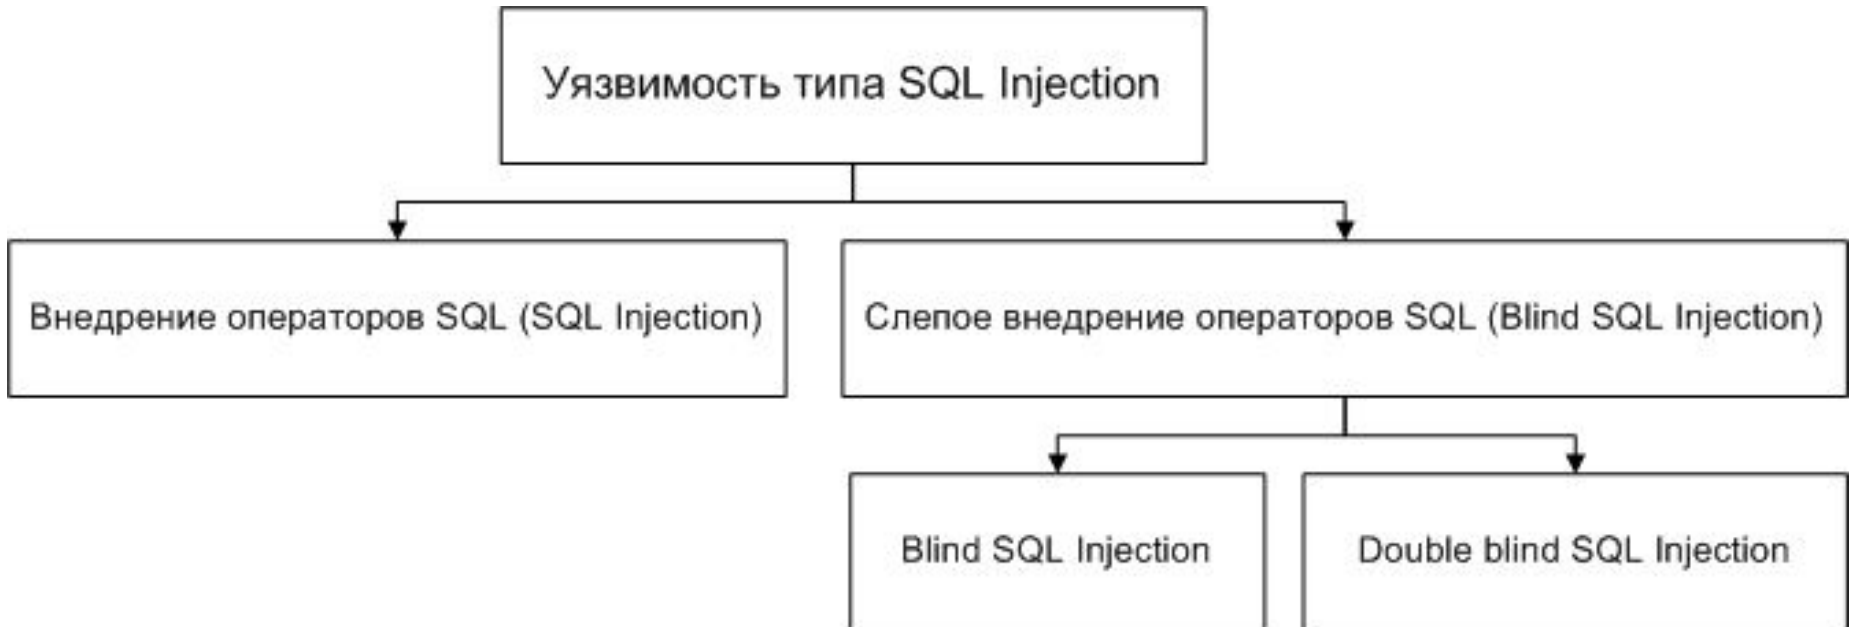 Уязвимость типа SQL Injection
Внедрение операторов SQL (SQL Injection)
Слепое внедрение операторов SQL (Blind SQL Injection)
Blind SQL Injection
Double blind SQL Injection